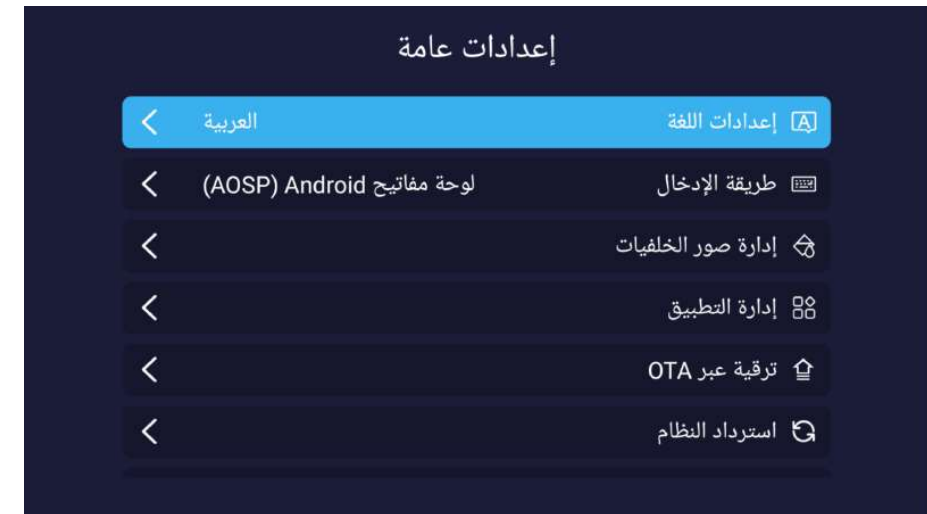 إعدادات عامة
إعدادات اللغة العربية
طريقة الإدخال لوحة مفاتيح Android (AOSP)
إدارة صور الخلفيات
إدارة التطبيق
ترقية عبر OTA
استرداد النظام